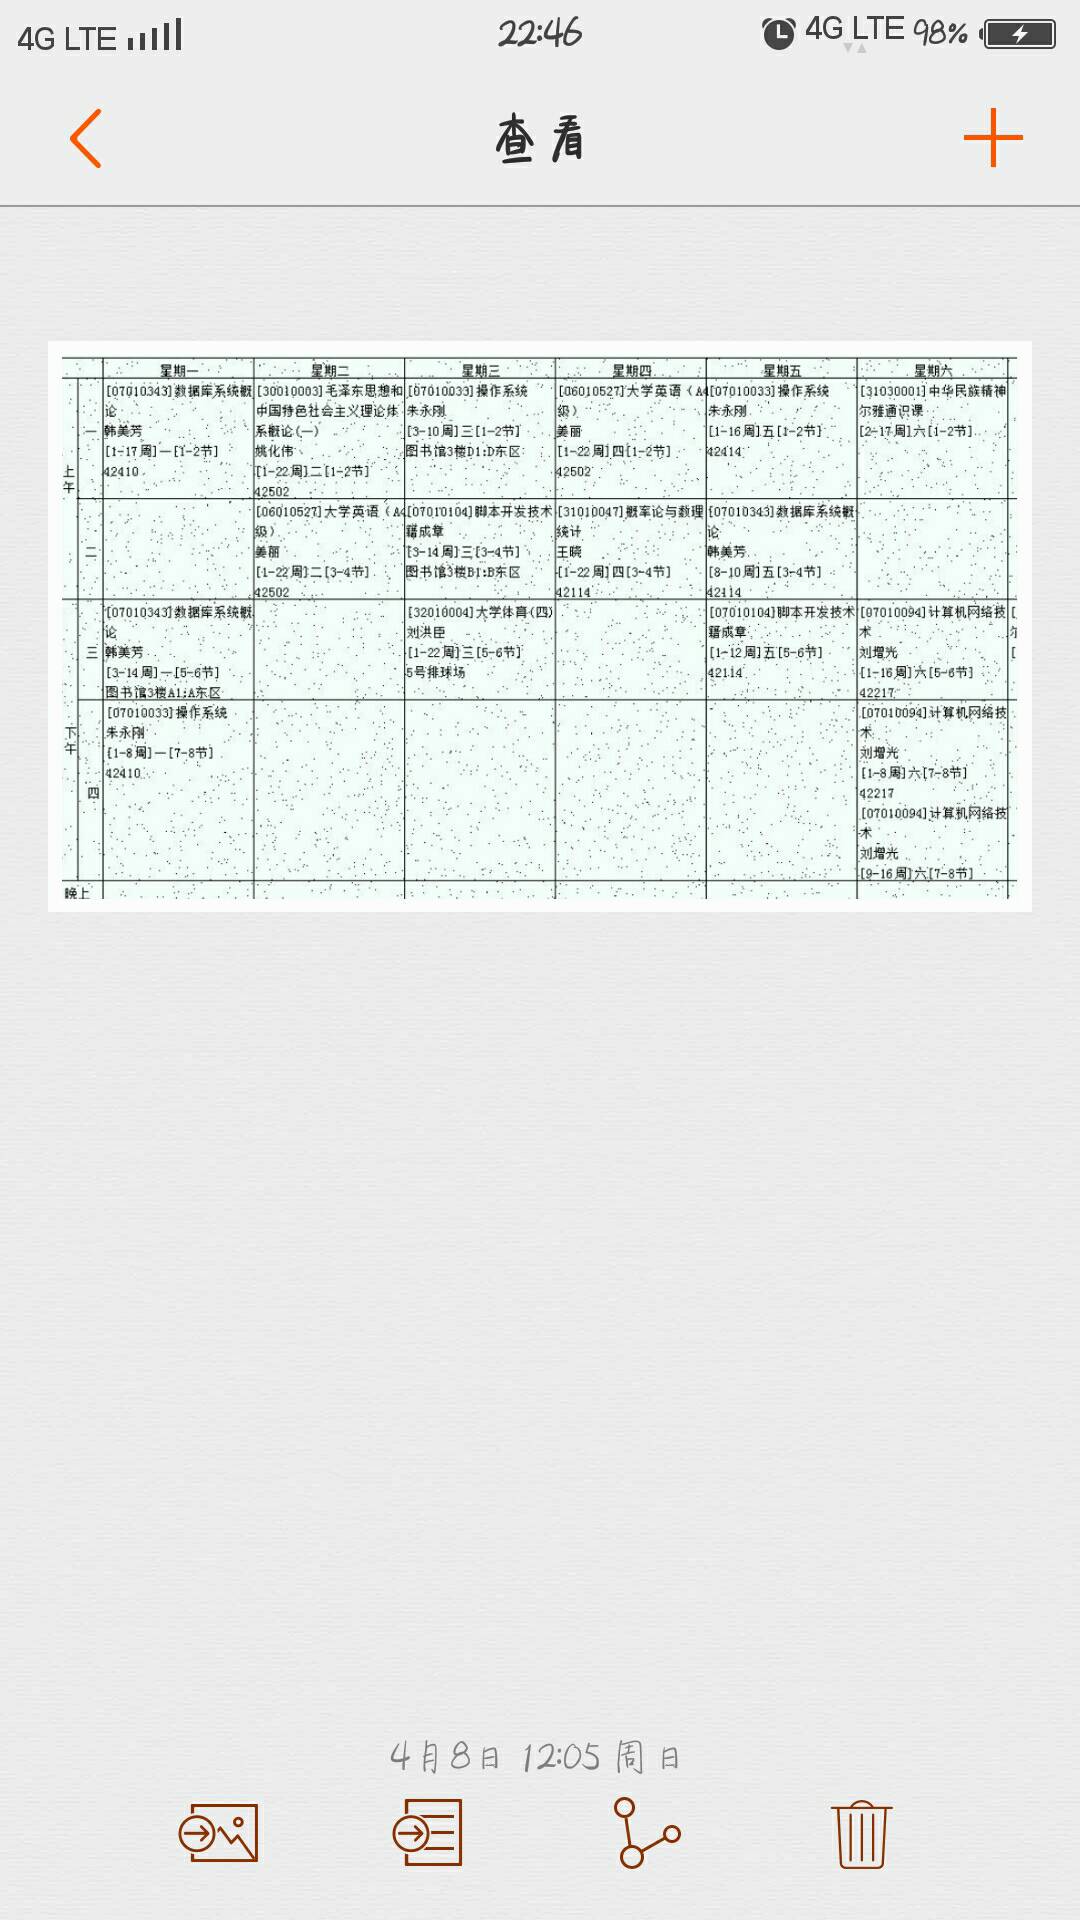 4G LTE 22:46 4G LTE 98%
查看
星期一 星期二 星期三 星期四 星期五 星期六
上午
一
[07010343]数据库系统概
论
韩美芳
[1-17周]一[1-2节]
42410
[30010003]毛泽东思想和
中国特色社会主义理论体
系概论(一)
姚化伟
[1-22周]二[1-2节]
42502
[07010033]操作系统
朱永刚
[3-10周]三[1-2节]
图书馆3楼D1:D东区
[06010527]大学英语（A4
级）
姜丽
[1-22周]四[1-2节]
42502
[07010033]操作系统
朱永刚
[1-16周]五[1-2节]
42414
[31030001]中华民族精神
尔雅通识课
[2-17周]六[1-2节]
二
[06010527]大学英语（A4
级）
姜丽
[1-22周]二[3-4节]
42502
[07010104]脚本开发技术
籍成章
[3-14周]三[3-4节]
图书馆3楼B1:B东区
[31010047]概率论与数理
统计
王晓
[1-22周]四[3-4节]
42114
[07010343]数据库系统概
论
韩美芳
[8-10周]五[3-4节]
42114
下午
三
[07010343]数据库系统概
论
韩美芳
[3-14周]一[5-6节]
图书馆3楼A1:A东区
[32010004]大学体育(四)
刘洪臣
[1-22周]三[5-6节]
5号排球场
[07010104]脚本开发技术
籍成章
[1-12周]五[5-6节]
42114
[07010094]计算机网络技
术
刘增光
[1-16周]六[5-6节]
42217
四
[07010033]操作系统
朱永刚
[1-8周]一[7-8节]
42410
[07010094]计算机网络技
术
刘增光
[1-8周]六[7-8节]
42217
[07010094]计算机网络技
术
刘增光
[9-16周]六[7-8节]
晚上
4月8日 12:05 周日